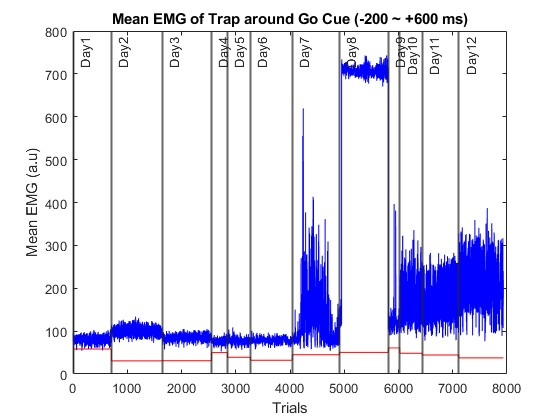 Mean EMG of Trap around Go Cue (-200 ~ +600 ms)
Mean EMG (a.u)
800
700
600
500
400
300
200
100
0
Day1
Day2
Day3
Day4
Day5
Day6
Day7
Day8
Day9
Day10
Day11
Day12
0
1000
2000
3000
4000
5000
6000
7000
8000
Trials